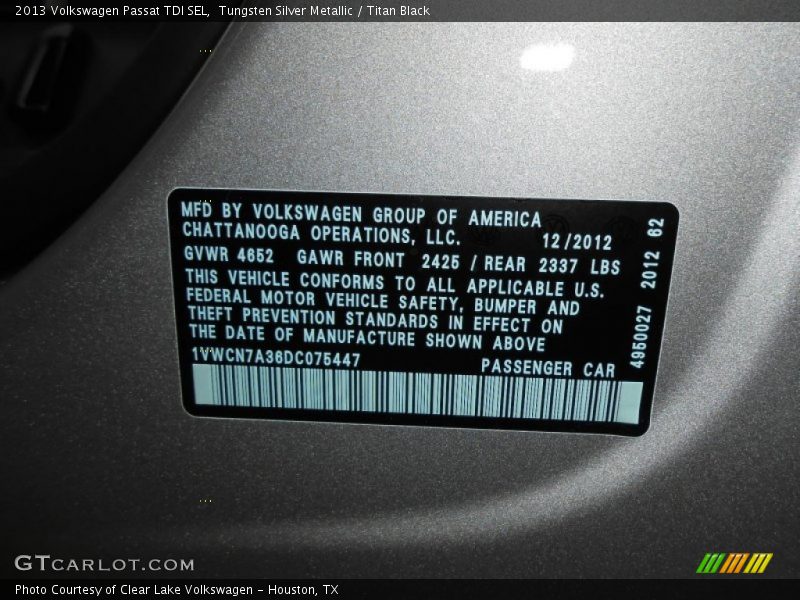 2013 Volkswagen Passat TDI SEL, Tungsten Silver Metallic / Titan Black
MFD BY VOLKSWAGEN GROUP OF AMERICA
CHATTANOOGA OPERATIONS, LLC. 12/2012
GVWR 4652 GAWR FRONT 2425 / REAR 2337 LBS
THIS VEHICLE CONFORMS TO ALL APPLICABLE U.S.
FEDERAL MOTOR VEHICLE SAFETY, BUMPER AND
THEFT PREVENTION STANDARDS IN EFFECT ON
THE DATE OF MANUFACTURE SHOWN ABOVE
1VWCN7A36DC075447 PASSENGER CAR
4950027 2012 62
GTCARLOT.COM
Photo Courtesy of Clear Lake Volkswagen - Houston, TX